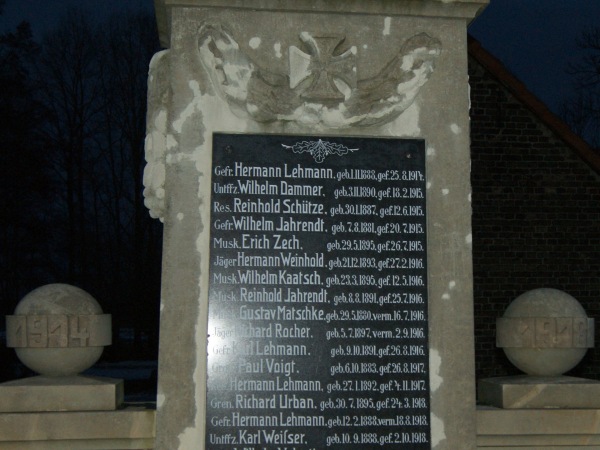 Gefr. Hermann Lehmann. geb. 1.11.1888, gef. 25.8.1914.
Untffz. Wilhelm Dammer. geb. 3.11.1890, gef. 18.2.1915.
Res. Reinhold Schütze. geb. 30.1.1887, gef. 12.6.1915.
Gefr. Wilhelm Jahrendt. geb. 7.8.1881, gef. 20.7.1915.
Musk. Erich Zech. geb. 29.5.1895, gef. 26.7.1915.
Jäger Hermann Weinhold. geb. 21.12.1893, gef. 27.2.1916.
Musk. Wilhelm Kaatsch. geb. 23.3.1895, gef. 12.5.1916.
Musk. Reinhold Jahrendt. geb. 8.8.1891, gef. 25.7.1916.
Gustav Matschke. geb. 29.5.1880, verm. 16.7.1916.
Richard Rocher. geb. 5.7.1897, verm. 2.9.1916.
Lehmann. geb. 9.10.1891, gef. 26.8.1916.
Paul Voigt. geb. 6.10.1883, gef. 26.8.1917.
Hermann Lehmann. geb. 27.1.1892, gef. 4.11.1917.
Gren. Richard Urban. geb. 30.7.1895, gef. 24.3.1918.
Gefr. Hermann Lehmann. geb. 12.2.1888, verm. 18.8.1918.
Untffz. Karl Weisser. geb. 10.9.1888, gef. 2.10.1918.
1914
1918